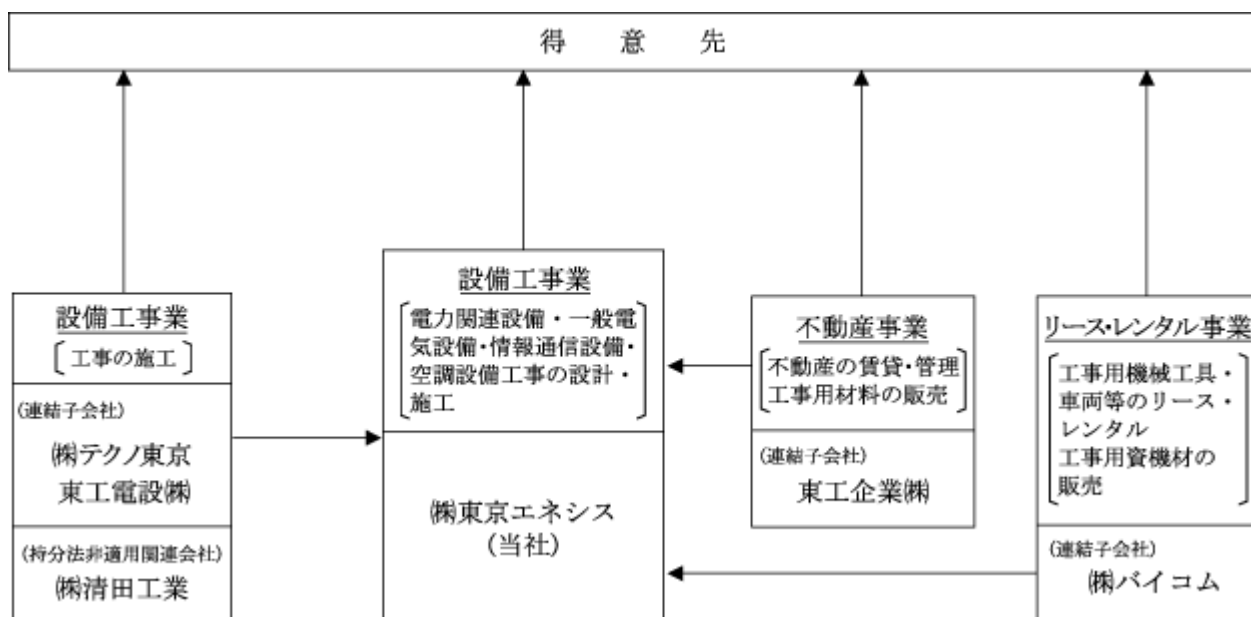 得 意 先
設備工事業
工事の施工
(連結子会社)
㈱テクノ東京
東工電設㈱
(持分法非適用関連会社)
㈱清田工業
設備工事業
電力関連設備・一般電
気設備・情報通信設備・
空調設備工事の設計・
施工
㈱東京エネシス
(当社)
不動産事業
不動産の賃貸・管理
工事用材料の販売
(連結子会社)
東工企業㈱
リース・レンタル事業
工事用機械工具・
車両等のリース・
レンタル
工事用資機材の
販売
(連結子会社)
㈱バイコム